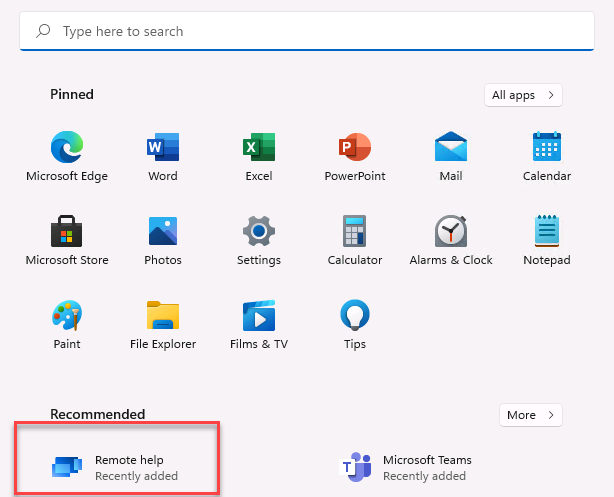 Type here to search
Pinned
All apps
Microsoft Edge
Word
Excel
PowerPoint
Mail
Calendar
Microsoft Store
Photos
Settings
Calculator
Alarms & Clock
Notepad
Paint
File Explorer
Films & TV
Tips
Recommended
More
Remote help
Recently added
Microsoft Teams
Recently added